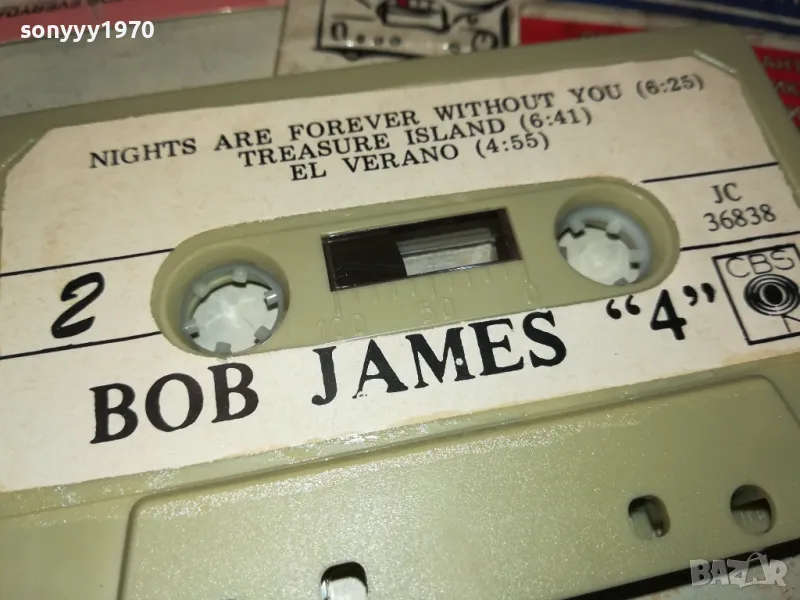 sonyyy1970
NIGHTS ARE FOREVER WITHOUT YOU (6:25)
TREASURE ISLAND (6:41)
EL VERANO (4:55)
JC
36838
2
CBS
100 50 0
BOB JAMES "4"
BAZAR